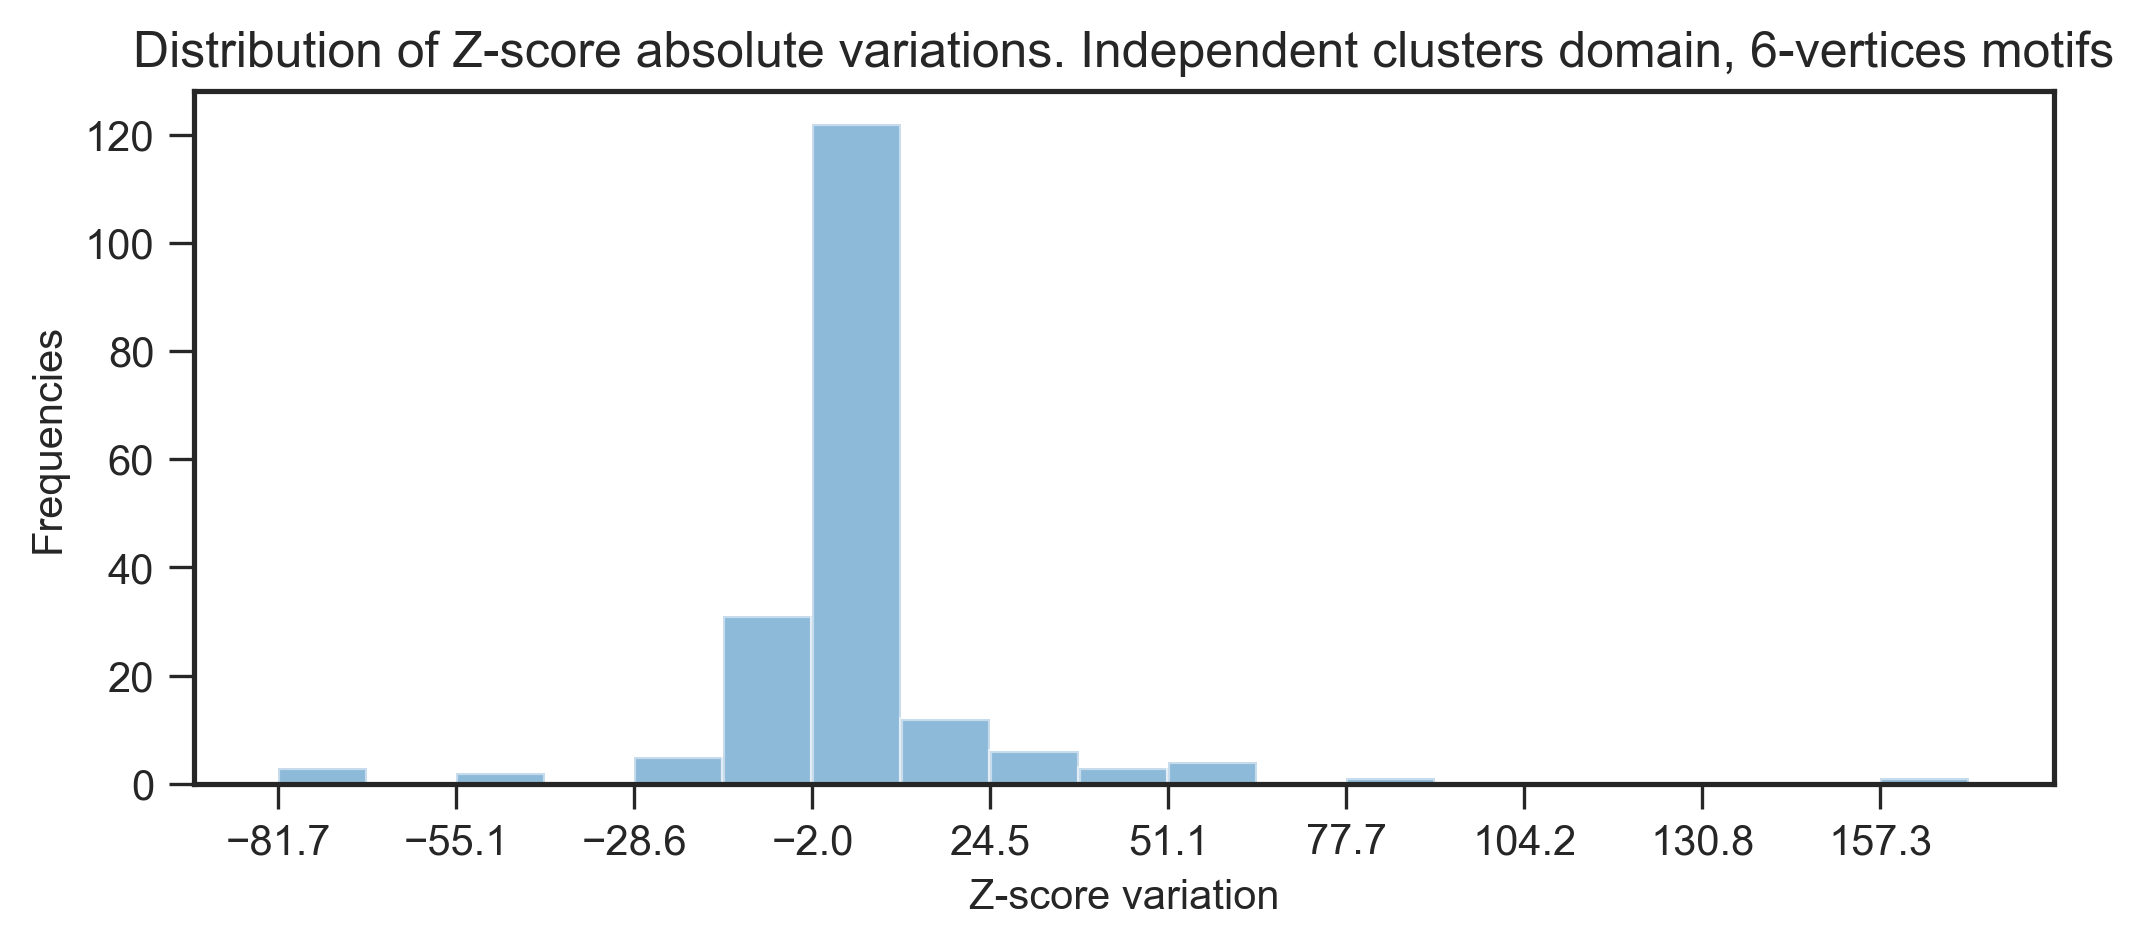 Distribution of Z-score absolute variations. Independent clusters domain, 6-vertices motifs
120
100
80
60
40
20
0
Frequencies
−81.7 −55.1 −28.6 −2.0 24.5 51.1 77.7 104.2 130.8 157.3
Z-score variation